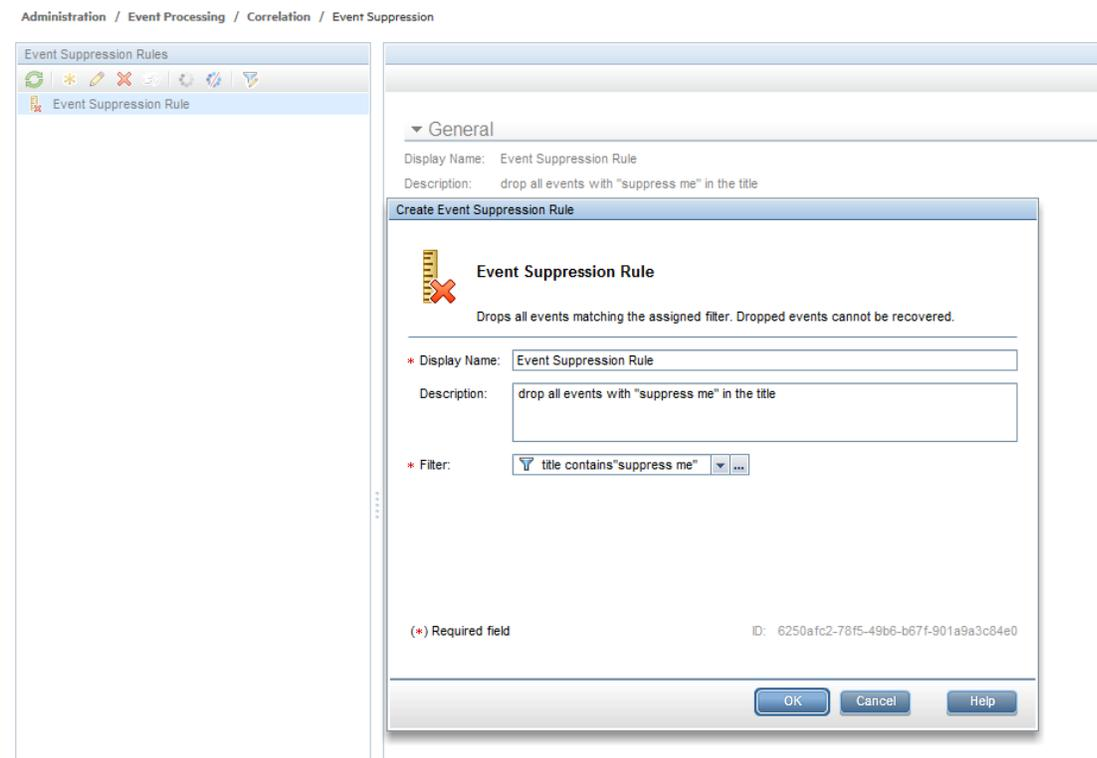 Administration / Event Processing / Correlation / Event Suppression
Event Suppression Rules
Event Suppression Rule
General
Display Name: Event Suppression Rule
Description: drop all events with "suppress me" in the title
Create Event Suppression Rule
Event Suppression Rule
Drops all events matching the assigned filter. Dropped events cannot be recovered.
* Display Name: Event Suppression Rule
Description: drop all events with "suppress me" in the title
* Filter: title contains"suppress me" ...
(*) Required field ID: 6250afc2-78f5-49b6-b67f-901a9a3c84e0
OK Cancel Help